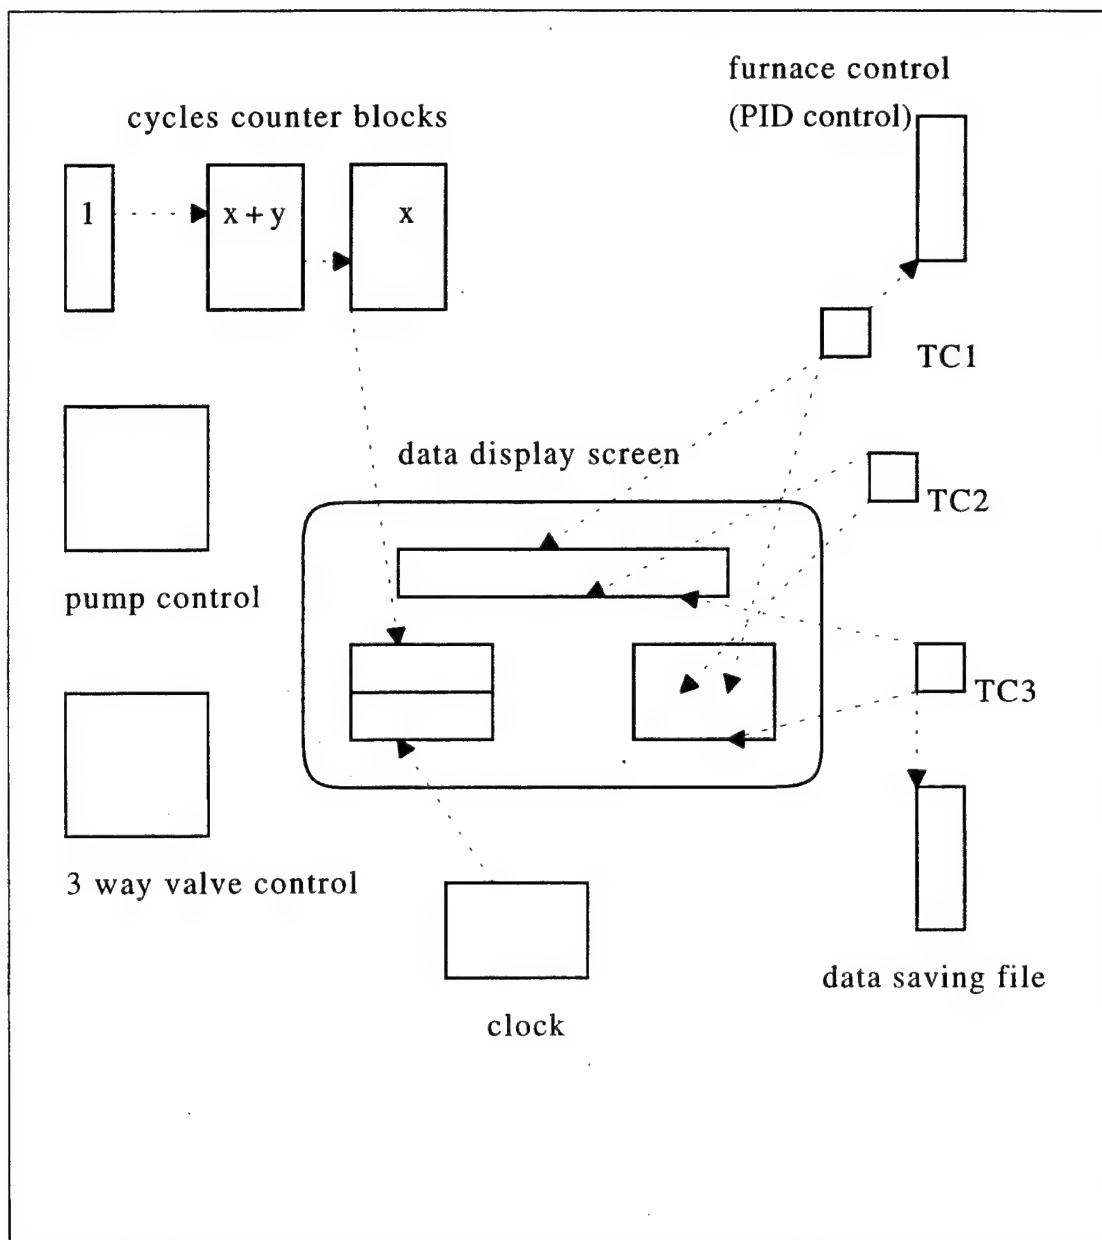 furnace control
(PID control)
cycles counter blocks
1
x+y
x
TC1
data display screen
TC2
pump control
TC3
3 way valve control
data saving file
clock